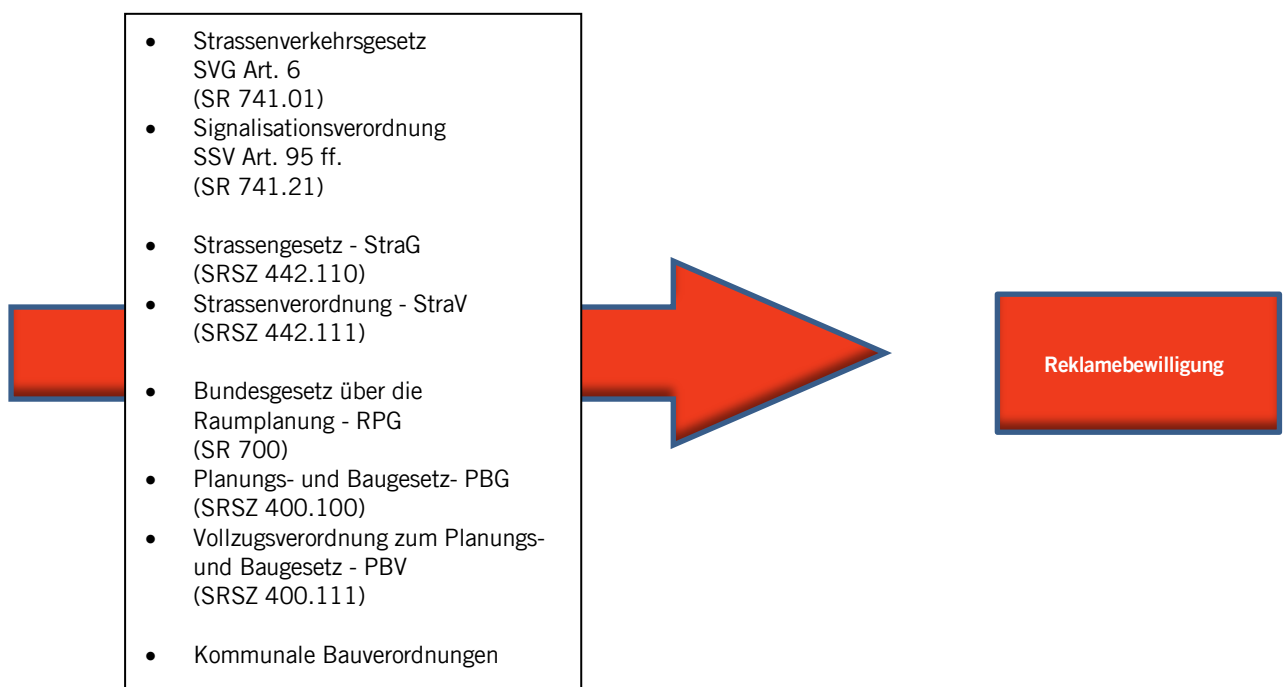 • Strassenverkehrsgesetz
SVG Art. 6
(SR 741.01)
• Signalisationsverordnung
SSV Art. 95 ff.
(SR 741.21)
• Strassengesetz - StraG
(SRSZ 442.110)
• Strassenverordnung - StraV
(SRSZ 442.111)
• Bundesgesetz über die
Raumplanung - RPG
(SR 700)
• Planungs- und Baugesetz- PBG
(SRSZ 400.100)
• Vollzugsverordnung zum Planungs-
und Baugesetz - PBV
(SRSZ 400.111)
• Kommunale Bauverordnungen
Reklamebewilligung